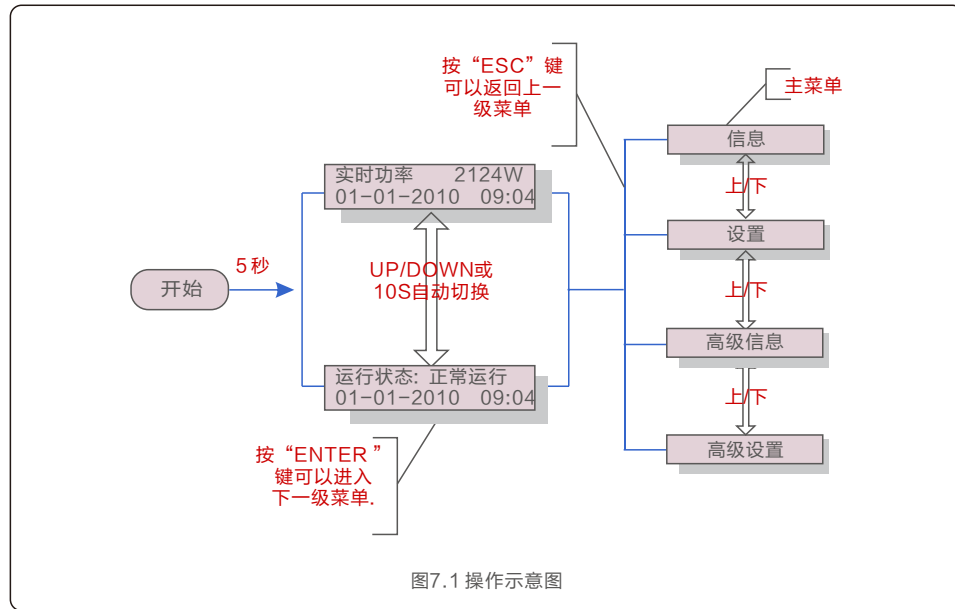 按“ESC”键
可以返回上一
级菜单
主菜单
信息
实时功率 2124W
01-01-2010 09:04
上/下
设置
5秒
开始
UP/DOWN或
10S自动切换
上/下
高级信息
运行状态: 正常运行
01-01-2010 09:04
上/下
高级设置
按“ENTER”
键可以进入
下一级菜单.
图7.1 操作示意图